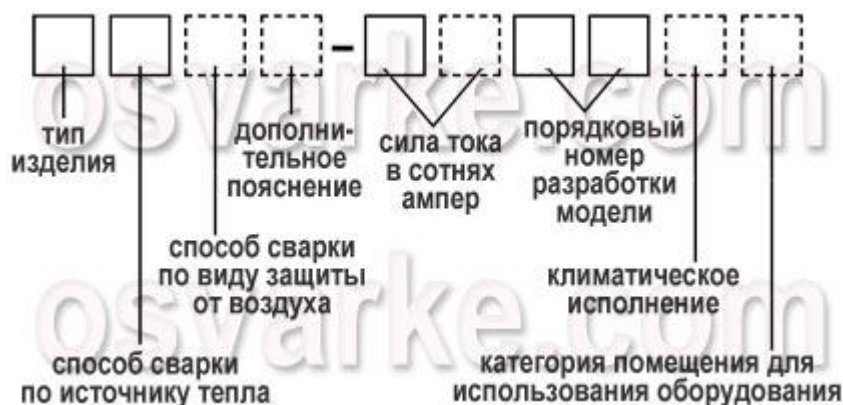 тип
изделия
дополни-
тельное
пояснение
сила тока
в сотнях
ампер
порядковый
номер
разработки
модели
способ сварки
по виду защиты
от воздуха
климатическое
исполнение
способ сварки
по источнику тепла
категория помещения для
использования оборудования
osvarke.com
osvarke.com